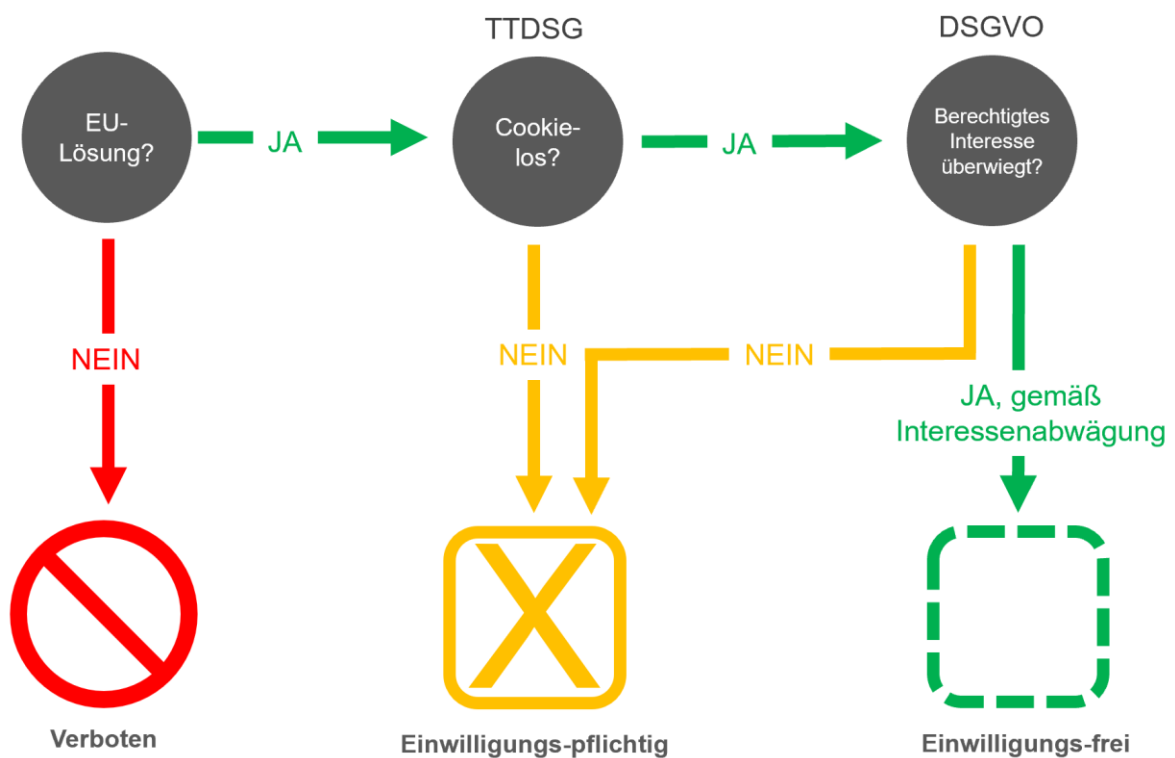 TTDSG
DSGVO
EU-
Lösung?
JA
Cookie-
los?
JA
Berechtigtes
Interesse
überwiegt?
NEIN
NEIN
NEIN
JA, gemäß
Interessenabwägung
X
Verboten
Einwilligungs-pflichtig
Einwilligungs-frei